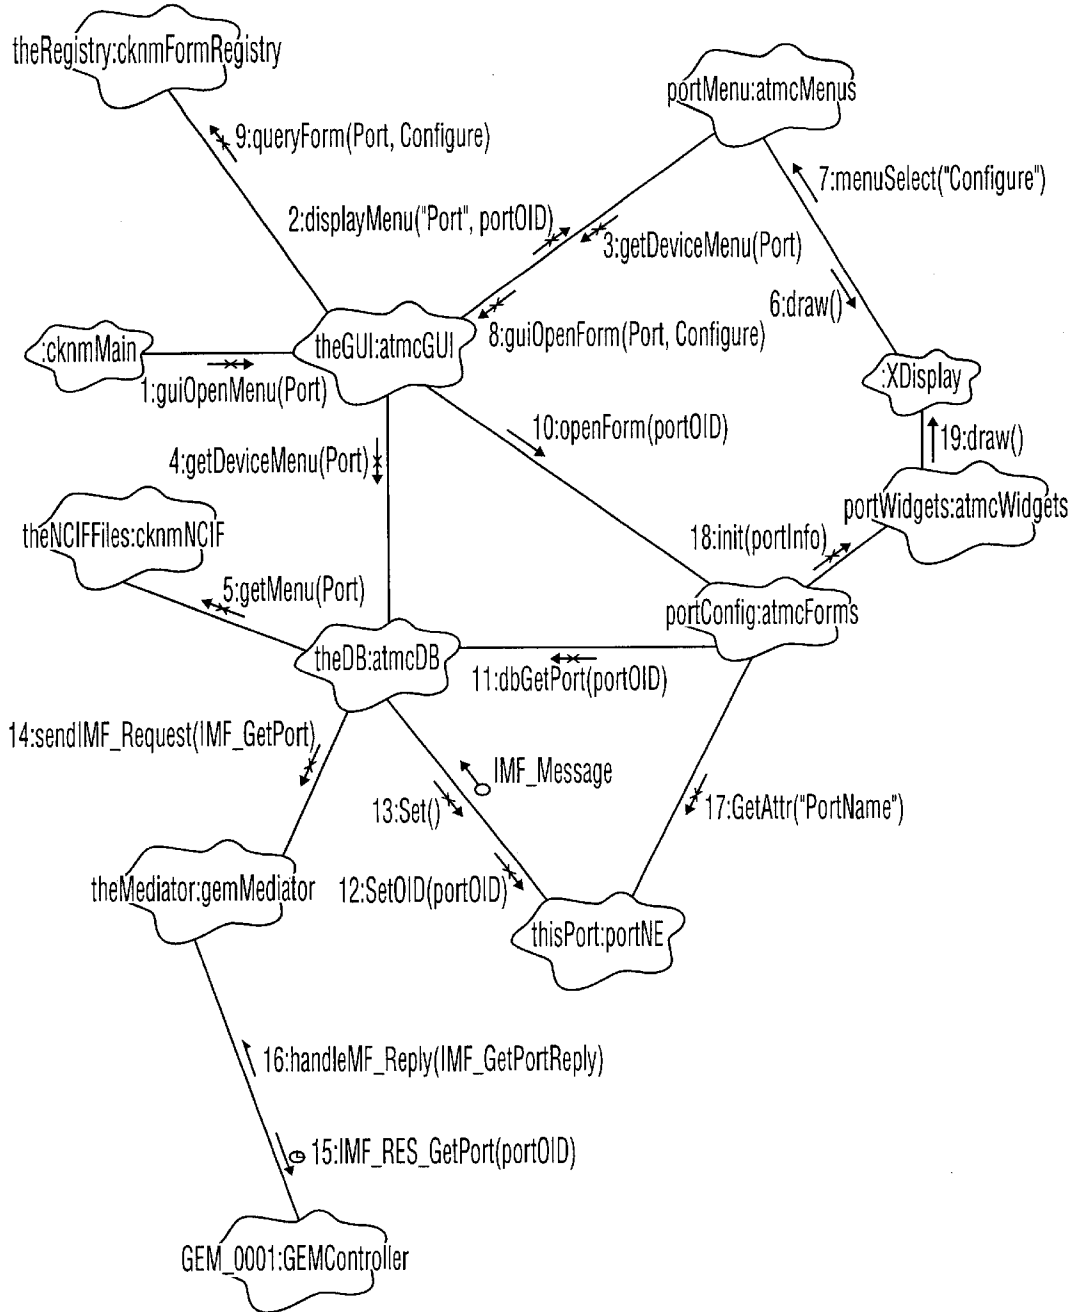 theRegistry:cknmFormRegistry
portMenu:atmcMenus
9:queryForm(Port, Configure)
7:menuSelect("Configure")
2:displayMenu("Port", portOID)
3:getDeviceMenu(Port)
6:draw()
8:guiOpenForm(Port, Configure)
theGUI:atmcGUI
:cknmMain
:XDisplay
1:guiOpenMenu(Port)
10:openForm(portOID)
19:draw()
4:getDeviceMenu(Port)
portWidgets:atmcWidgets
theNCIFFiles:cknmNCIF
18:init(portInfo)
5:getMenu(Port)
portConfig:atmcForms
theDB:atmcDB
11:dbGetPort(portOID)
14:sendIMF_Request(IMF_GetPort)
IMF_Message
13:Set()
17:GetAttr("PortName")
theMediator:gemMediator
12:SetOID(portOID)
thisPort:portNE
16:handleMF_Reply(IMF_GetPortReply)
15:IMF_RES_GetPort(portOID)
GEM_0001:GEMController